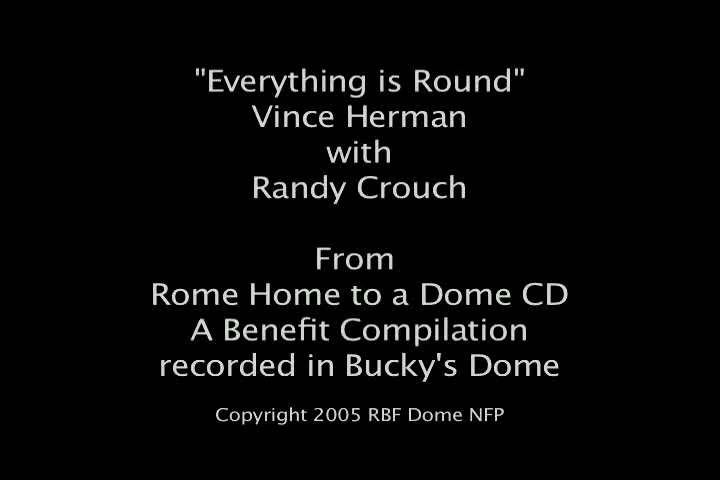 "Everything is Round"
Vince Herman
with
Randy Crouch
From
Rome Home to a Dome CD
A Benefit Compilation
recorded in Bucky's Dome
Copyright 2005 RBF Dome NFP